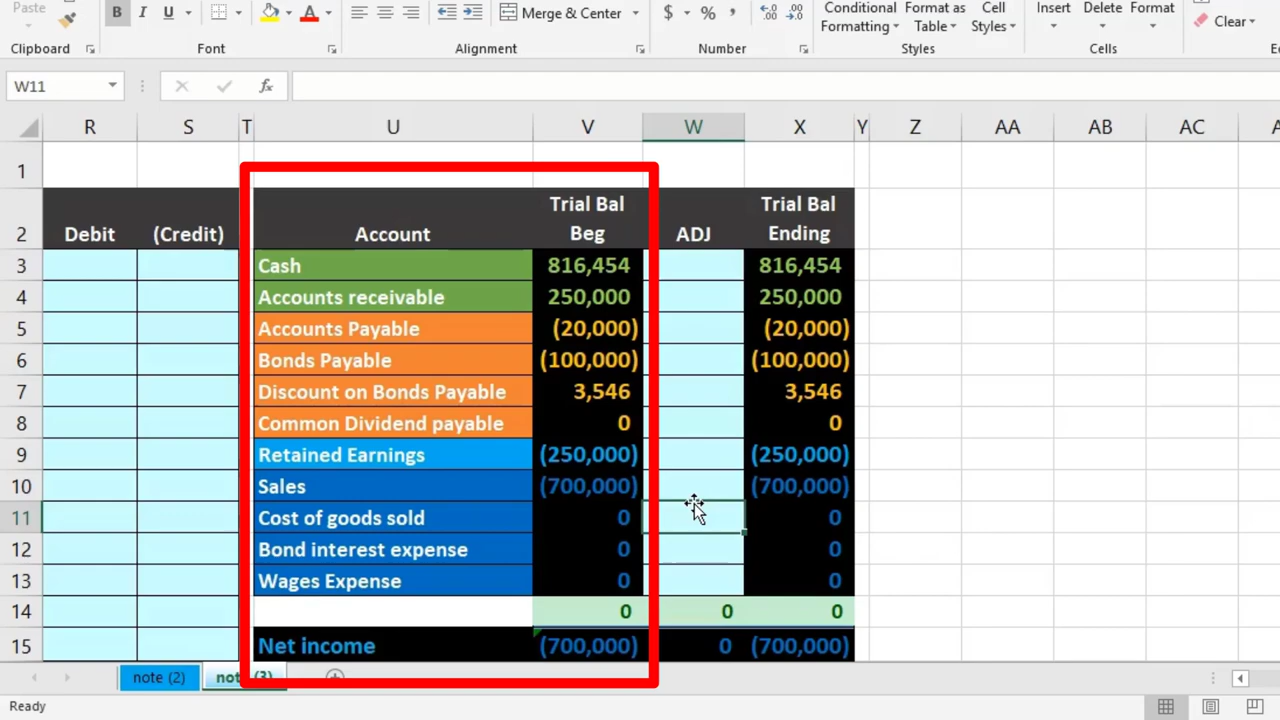 Paste
B I U
A
Merge & Center
$ % ,
Conditional Formatting
Format as Table
Cell Styles
Insert Delete Format
Clear
Clipboard Font Alignment Number Styles Cells
W11 fx
R S T U V W X Y Z AA AB AC
1
2 Debit (Credit) Account Trial Bal Beg ADJ Trial Bal Ending
3 Cash 816,454 816,454
4 Accounts receivable 250,000 250,000
5 Accounts Payable (20,000) (20,000)
6 Bonds Payable (100,000) (100,000)
7 Discount on Bonds Payable 3,546 3,546
8 Common Dividend payable 0 0
9 Retained Earnings (250,000) (250,000)
10 Sales (700,000) (700,000)
11 Cost of goods sold 0 0
12 Bond interest expense 0 0
13 Wages Expense 0 0
14 0 0 0
15 Net income (700,000) 0 (700,000)
note (2) note (3)
Ready